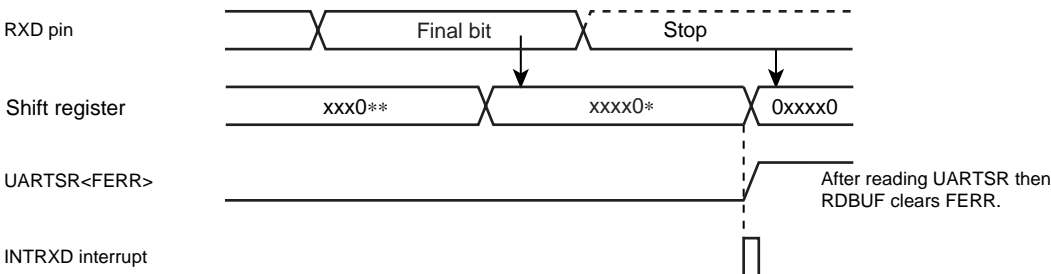 RXD pin
Final bit
Stop
Shift register
xxx0**
xxxx0*
0xxxx0
UARTSR<FERR>
After reading UARTSR then
RDBUF clears FERR.
INTRXD interrupt